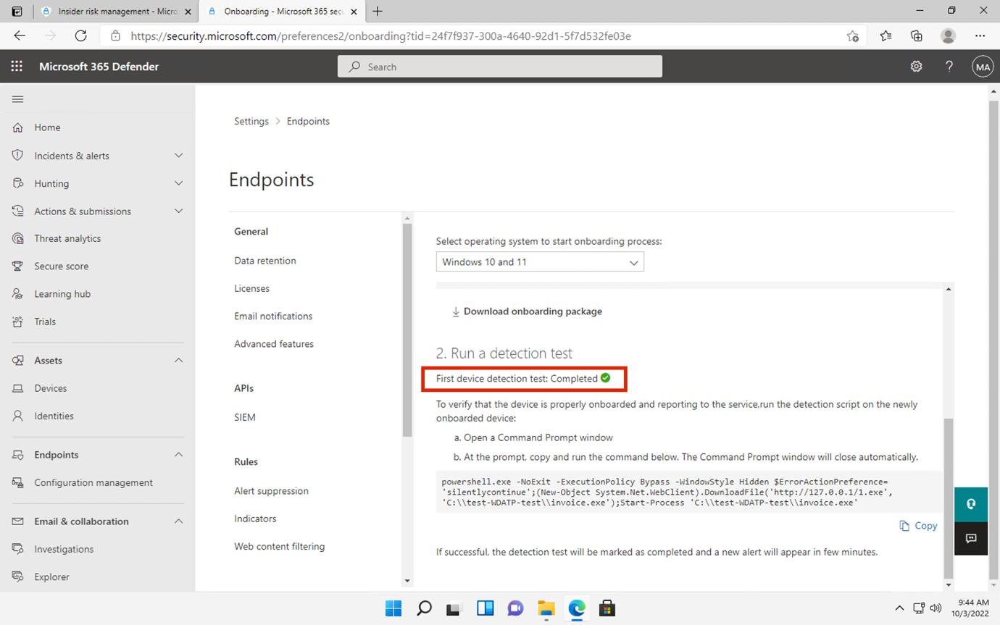 Insider risk management - Micro
Onboarding - Microsoft 365 secu
https://security.microsoft.com/preferences2/onboarding?tid=24f7f937-300a-4640-92d1-5f7d532fe03e
Microsoft 365 Defender
Search
?
MA
Home
Incidents & alerts
Hunting
Actions & submissions
Threat analytics
Secure score
Learning hub
Trials
Assets
Devices
Identities
Endpoints
Configuration management
Email & collaboration
Investigations
Explorer
Settings > Endpoints
Endpoints
General
Data retention
Licenses
Email notifications
Advanced features
APIs
SIEM
Rules
Alert suppression
Indicators
Web content filtering
Select operating system to start onboarding process:
Windows 10 and 11
Download onboarding package
2. Run a detection test
First device detection test: Completed
To verify that the device is properly onboarded and reporting to the service,run the detection script on the newly
onboarded device:
a. Open a Command Prompt window
b. At the prompt, copy and run the command below. The Command Prompt window will close automatically.
powershell.exe -NoExit -ExecutionPolicy Bypass -WindowStyle Hidden $ErrorActionPreference=
'silentlycontinue';(New-Object System.Net.WebClient).DownloadFile('http://127.0.0.1/1.exe',
'C:\\test-WDATP-test\\invoice.exe');Start-Process 'C:\\test-WDATP-test\\invoice.exe'
Copy
If successful, the detection test will be marked as completed and a new alert will appear in few minutes.
9:44 AM
10/3/2022